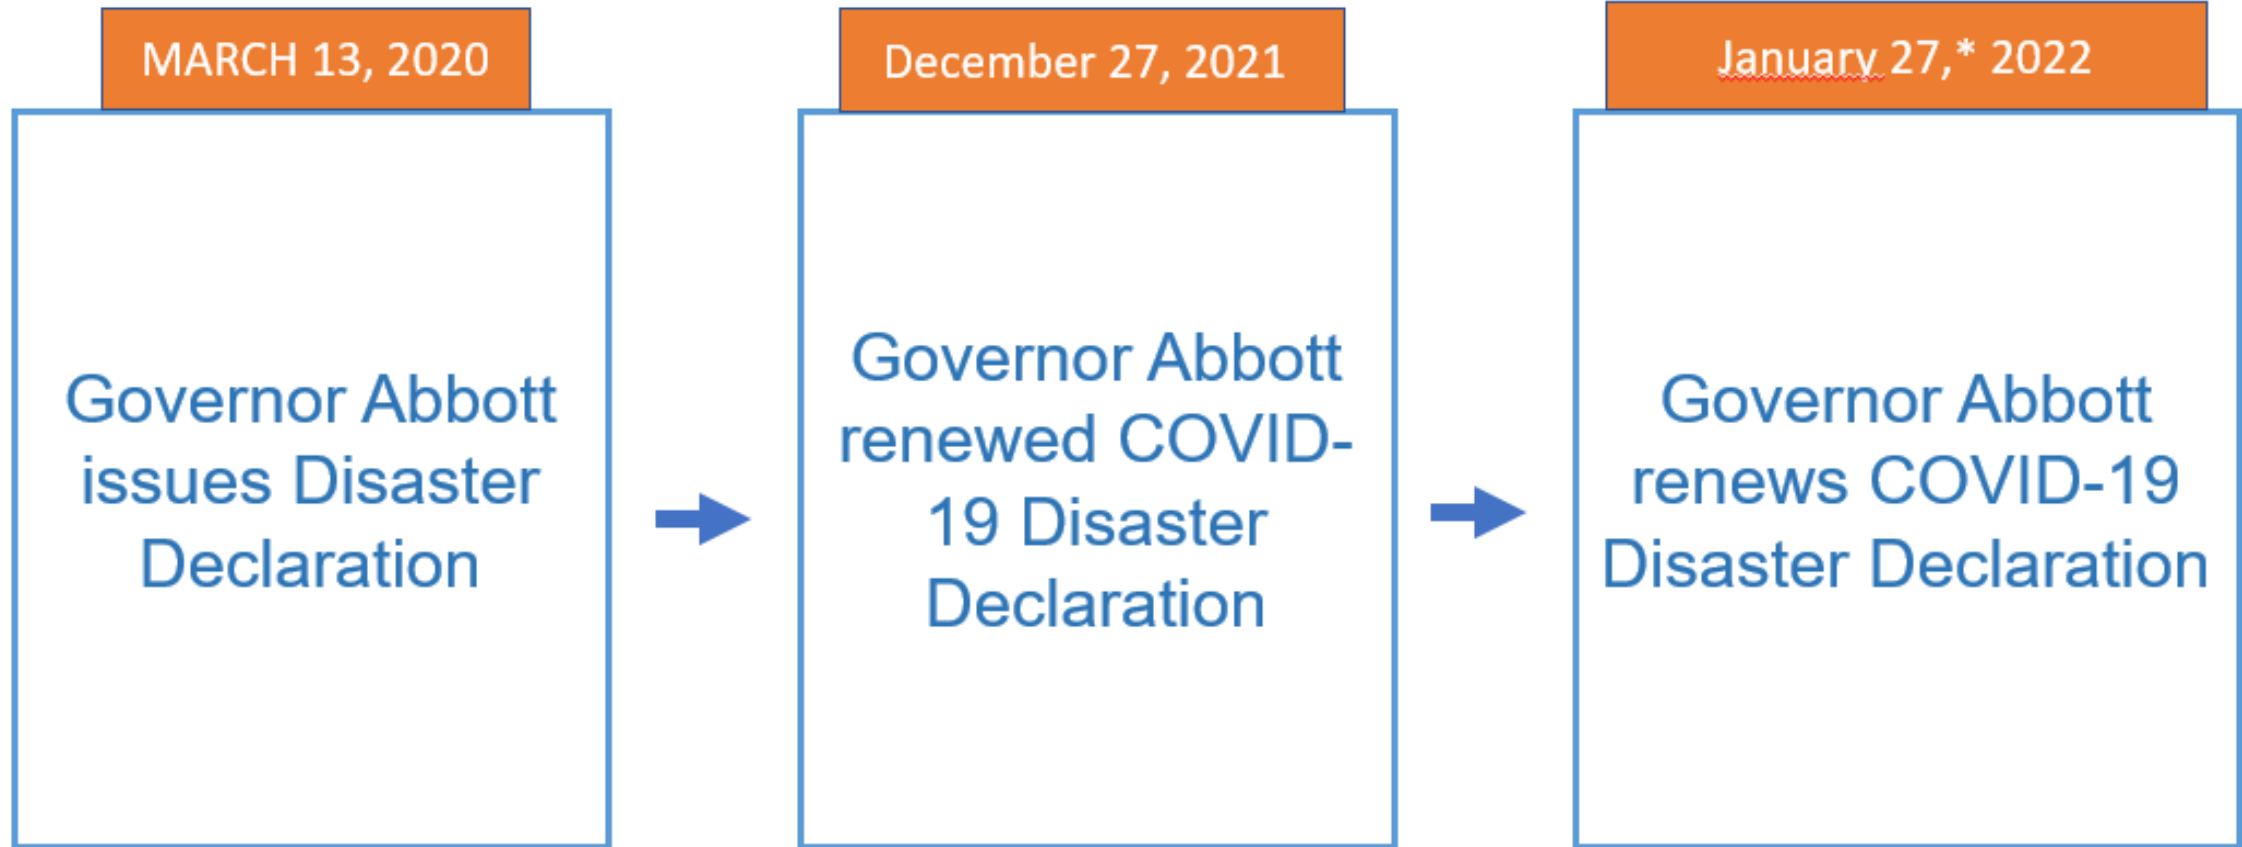 MARCH 13, 2020
Governor Abbott
issues Disaster
Declaration
December 27, 2021
Governor Abbott
renewed COVID-
19 Disaster
Declaration
January 27,* 2022
Governor Abbott
renews COVID-19
Disaster Declaration